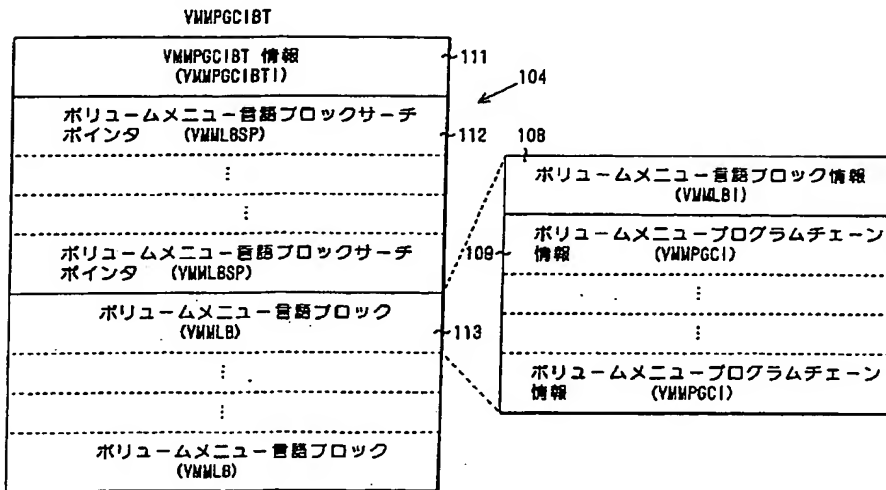 VMMPGCIBT
VMMPGCIBT 情報
(VMMPGCIBTI)
111
104
ボリュームメニュー言語ブロックサーチ
ポインタ (VMMLBSP)
112
⋮
⋮
ボリュームメニュー言語ブロックサーチ
ポインタ (VMMLBSP)
ボリュームメニュー言語ブロック
(VMMLB)
113
⋮
⋮
ボリュームメニュー言語ブロック
(VMMLB)
108
ボリュームメニュー言語ブロック情報
(VMMLBI)
ボリュームメニュープログラムチェーン
109
情報 (VMMPGCI)
⋮
⋮
ボリュームメニュープログラムチェーン
情報 (VMMPGCI)